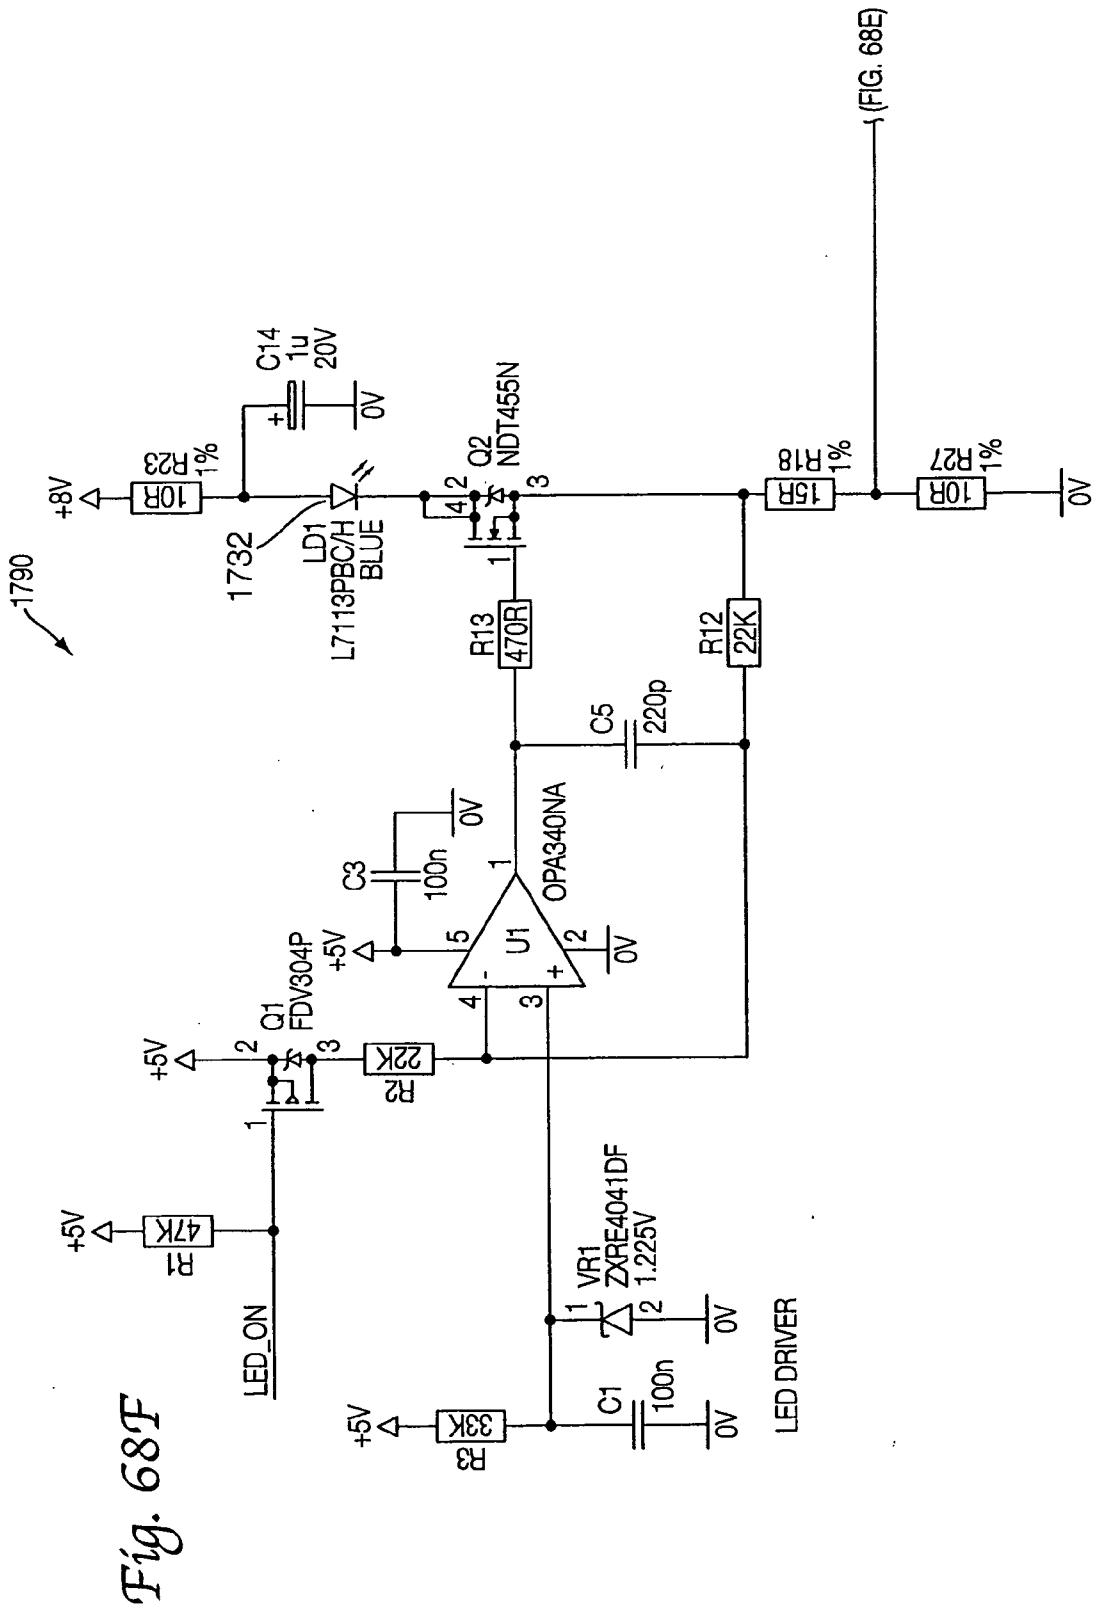 Fig. 68F
1790
+8V
10R
R23
1%
+
C14
1u
20V
0V
1732
LD1
L7113PBC/H
BLUE
2
4
Q2
NDT455N
1
3
R13
470R
R18
15R
1%
(FIG. 68E)
R27
10R
1%
0V
R12
22K
C5
220p
+5V
C3
100n
0V
5
4
-
U1
1
OPA340NA
3
+
2
0V
+5V
2
Q1
FDV304P
1
3
R2
22K
+5V
R1
47K
LED_ON
+5V
R3
33K
C1
100n
0V
1
VR1
ZXRE4041DF
1.225V
2
0V
LED DRIVER